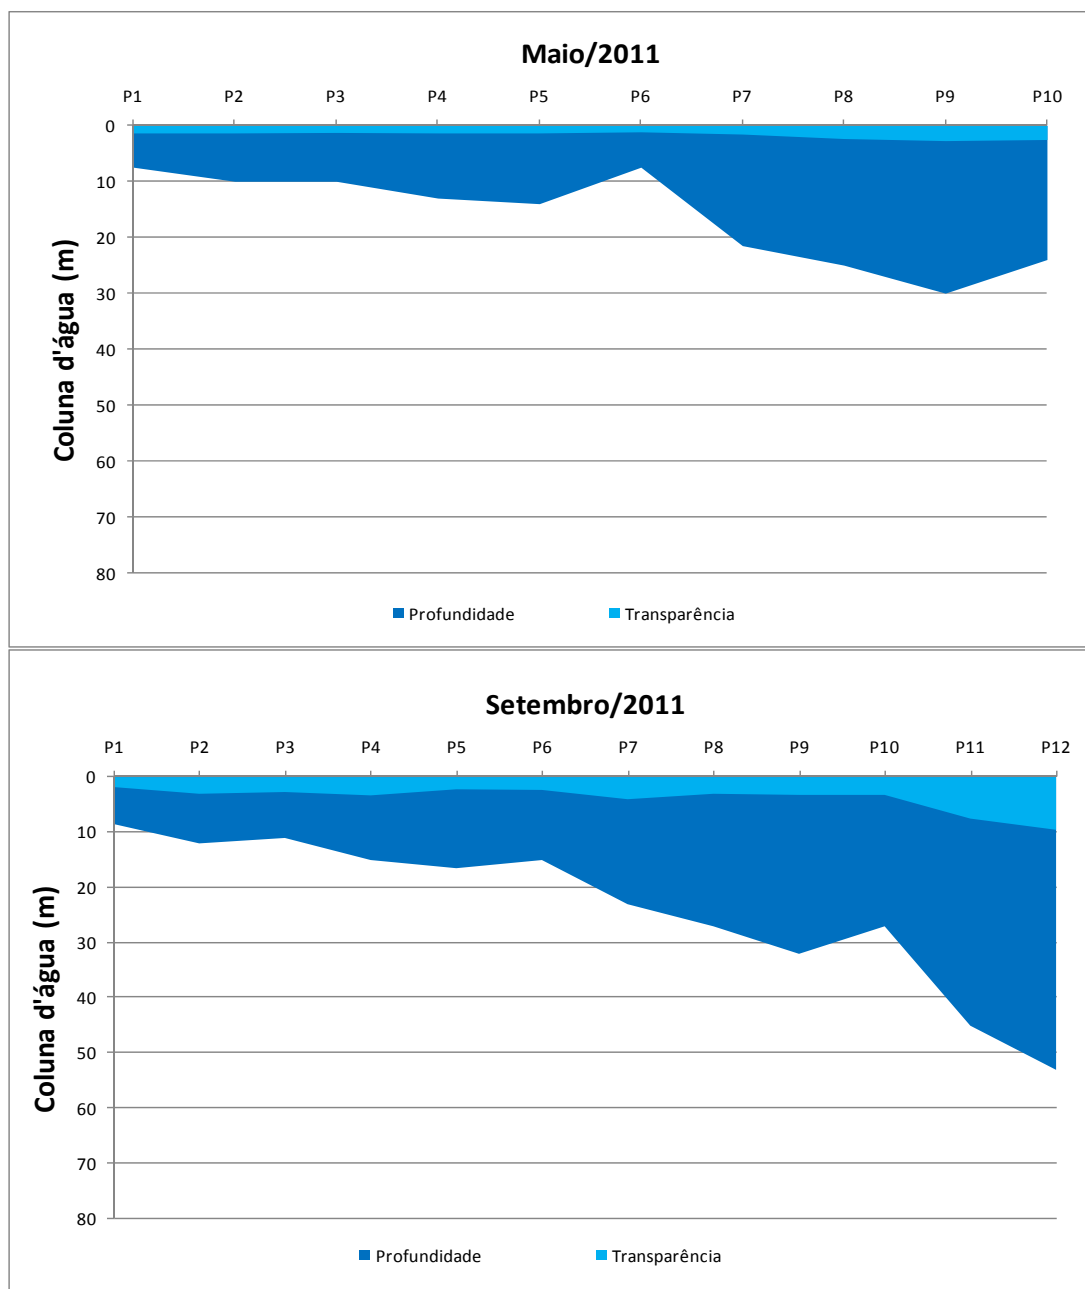 Maio/2011
P1 P2 P3 P4 P5 P6 P7 P8 P9 P10
0
10
20
30
40
50
60
70
80
Coluna d'água (m)
Profundidade Transparência
Setembro/2011
P1 P2 P3 P4 P5 P6 P7 P8 P9 P10 P11 P12
0
10
20
30
40
50
60
70
80
Coluna d'água (m)
Profundidade Transparência